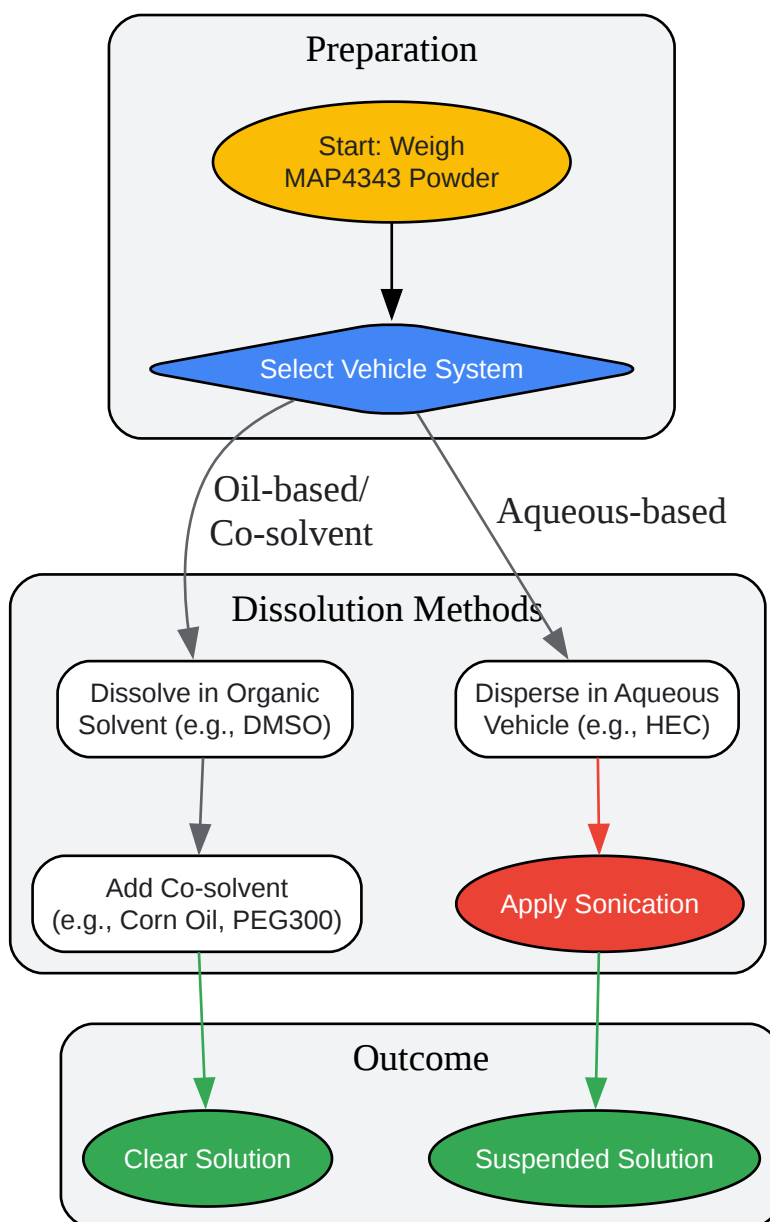 Preparation
Start: Weigh
MAP4343 Powder
Select Vehicle System
Oil-based/
Co-solvent
Aqueous-based
Dissolution Methods
Dissolve in Organic
Solvent (e.g., DMSO)
Disperse in Aqueous
Vehicle (e.g., HEC)
Add Co-solvent
(e.g., Corn Oil, PEG300)
Apply Sonication
Outcome
Clear Solution
Suspended Solution